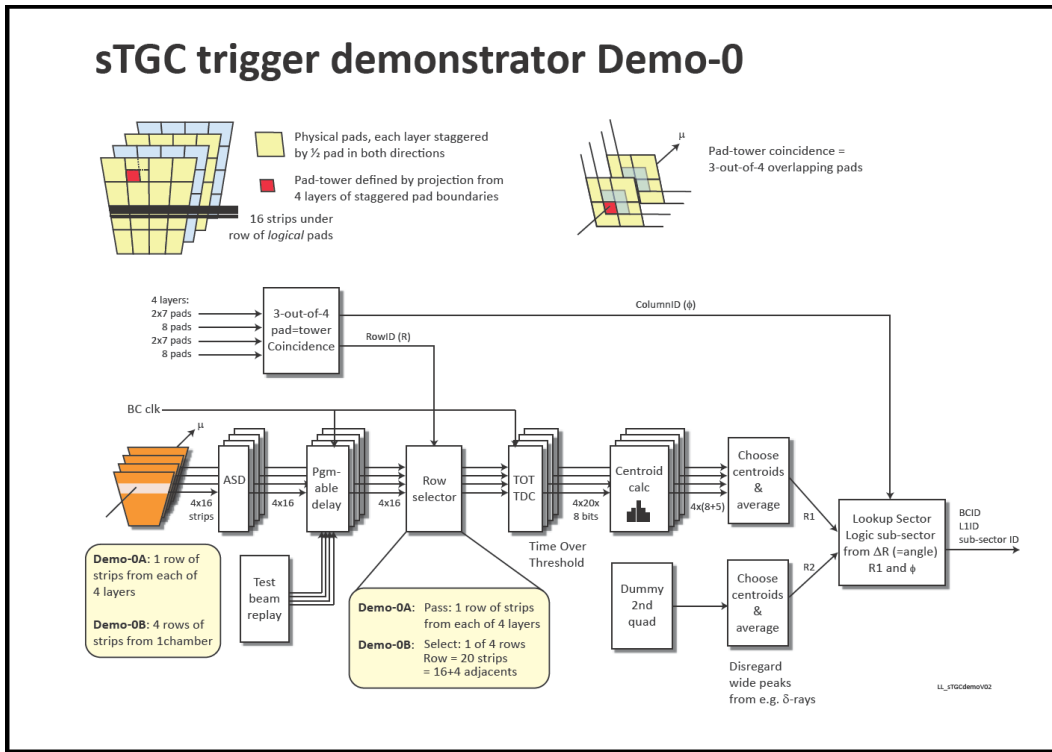 sTGC trigger demonstrator Demo-0
Physical pads, each layer staggered
by ½ pad in both directions
Pad-tower defined by projection from
4 layers of staggered pad boundaries
16 strips under
row of logical pads
μ
Pad-tower coincidence =
3-out-of-4 overlapping pads
4 layers:
2x7 pads
8 pads
2x7 pads
8 pads
3-out-of-4
pad=tower
Coincidence
ColumnID (ϕ)
RowID (R)
BC clk
μ
4x16
strips
ASD
4x16
Pgm-
able
delay
4x16
Row
selector
TOT
TDC
4x20x
8 bits
Time Over
Threshold
Centroid
calc
4x(8+5)
Choose
centroids
&
average
R1
Lookup Sector
Logic sub-sector
from ΔR (=angle)
R1 and ϕ
BCID
L1ID
sub-sector ID
R2
Demo-0A: 1 row of
strips from each of
4 layers
Demo-0B: 4 rows of
strips from 1chamber
Test
beam
replay
Demo-0A: Pass: 1 row of strips
from each of 4 layers
Demo-0B: Select: 1 of 4 rows
Row = 20 strips
= 16+4 adjacents
Dummy
2nd
quad
Choose
centroids
&
average
Disregard
wide peaks
from e.g. δ-rays
LL_sTGCdemoV02